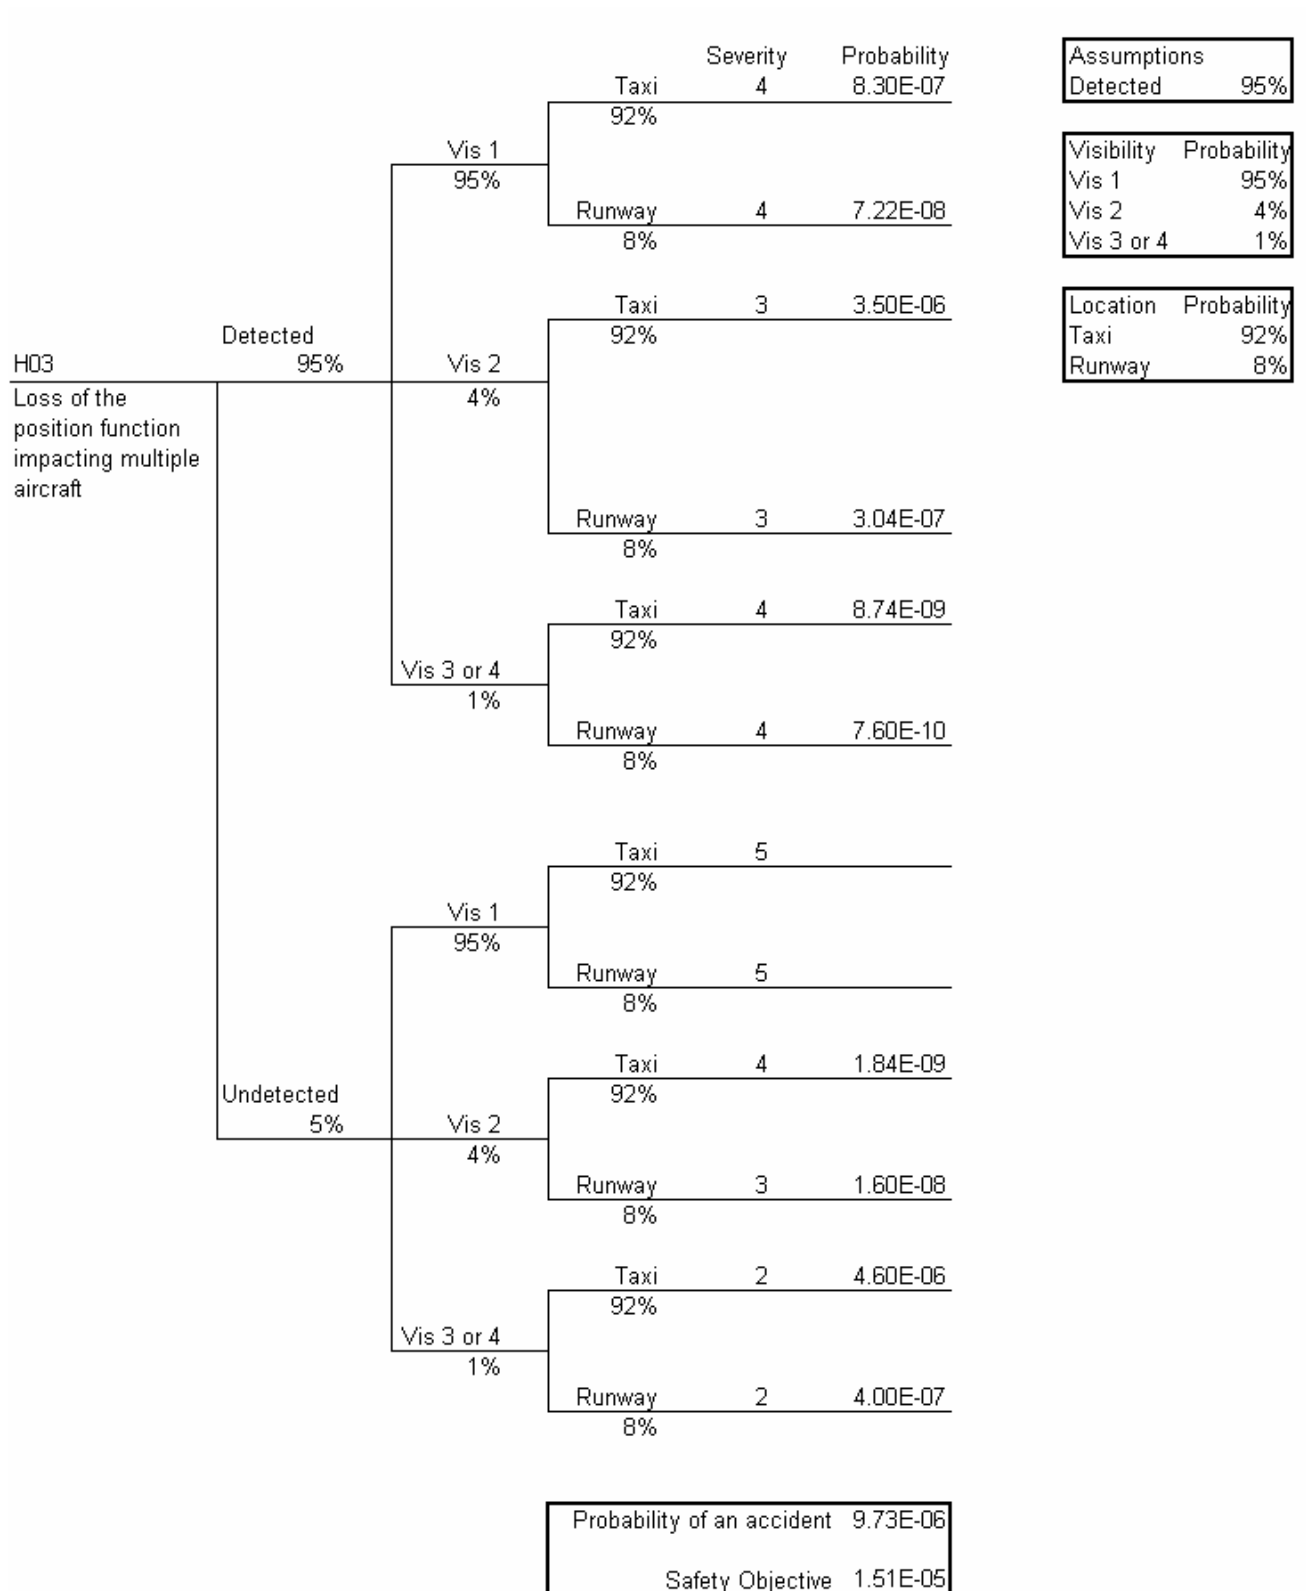 Severity Probability
Taxi 4 8.30E-07
92%
Vis 1
95%
Runway 4 7.22E-08
8%
Taxi 3 3.50E-06
92%
Detected
H03 95% Vis 2
4%
Loss of the
position function
impacting multiple
aircraft
Runway 3 3.04E-07
8%
Taxi 4 8.74E-09
92%
Vis 3 or 4
1%
Runway 4 7.60E-10
8%
Taxi 5
92%
Vis 1
95%
Runway 5
8%
Taxi 4 1.84E-09
92%
Undetected
5% Vis 2
4%
Runway 3 1.60E-08
8%
Taxi 2 4.60E-06
92%
Vis 3 or 4
1%
Runway 2 4.00E-07
8%
Probability of an accident 9.73E-06
Safety Objective 1.51E-05
Assumptions
Detected 95%
Visibility Probability
Vis 1 95%
Vis 2 4%
Vis 3 or 4 1%
Location Probability
Taxi 92%
Runway 8%